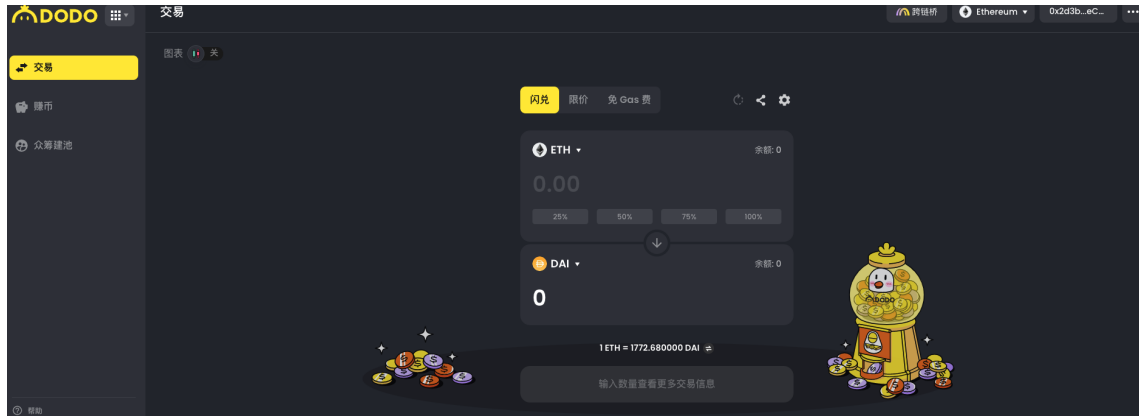 DODO
交易
跨链桥
Ethereum
0x2d3b...eC...
交易
赚币
众筹建池
帮助
图表
关
闪兑 限价 免 Gas 费
ETH
余额: 0
0.00
25% 50% 75% 100%
DAI
余额: 0
0
1 ETH = 1772.680000 DAI
输入数量查看更多交易信息
DODO